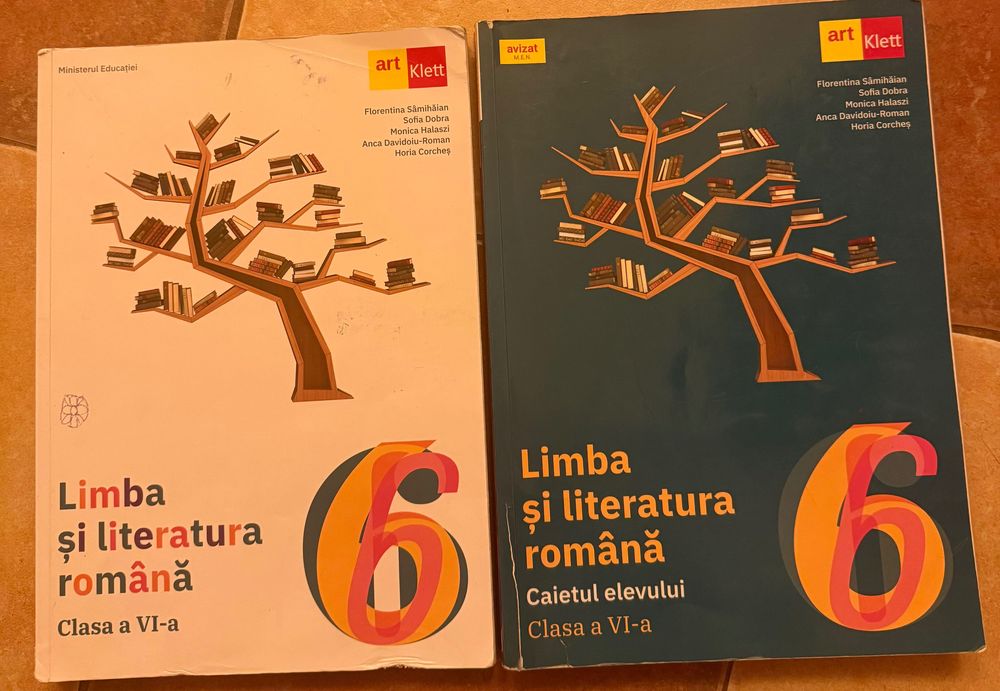 Ministerul Educației
art
Klett
Florentina Sâmihăian
Sofia Dobra
Monica Halaszi
Anca Davidoiu-Roman
Horia Corcheș
Limba
și literatura
română
Clasa a VI-a
6
avizat
M.E.N
art
Klett
Florentina Sâmihăian
Sofia Dobra
Monica Halaszi
Anca Davidoiu-Roman
Horia Corcheș
Limba
și literatura
română
Caietul elevului
Clasa a VI-a
6